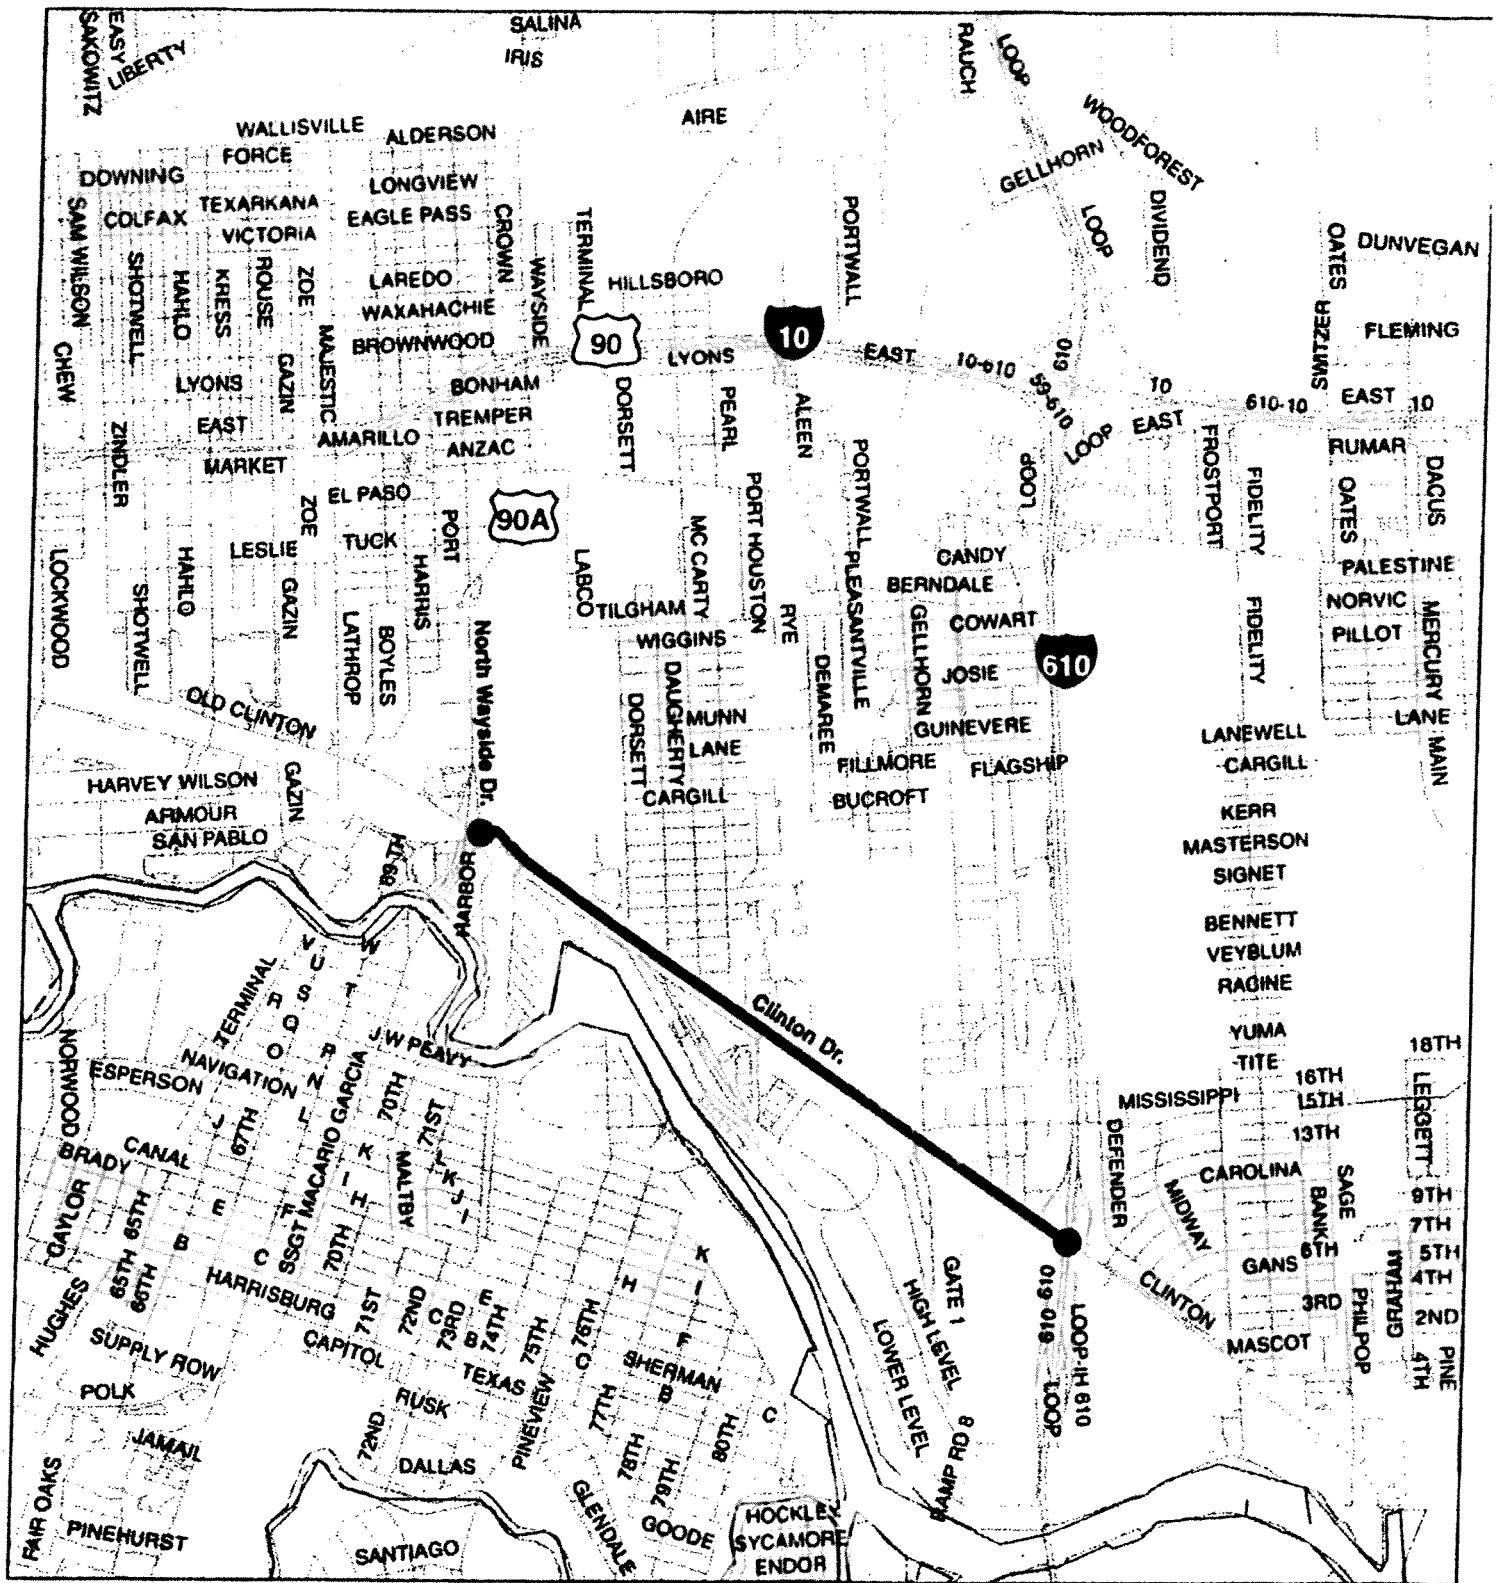 SAKOWITZ
EASY
LIBERTY
SALINA
IRIS
RAUCH
LOOP
AIRE
WOODFOREST
GELLHORN
WALLISVILLE
ALDERSON
FORCE
DOWNING
LONGVIEW
TEXARKANA
COLFAX
EAGLE PASS
VICTORIA
SAM WILSON
CROWN
TERMINAL
PORTWALL
LOOP
DIVIDEND
OATES
DUNVEGAN
SHOTWELL
HAHLO
KRESS
ROUSE
ZOE
LAREDO
WAYSIDE
HILLSBORO
WAXAHACHIE
BROWNWOOD
90
10
LYONS
EAST
10-610
610
59-610
SWITZER
FLEMING
CHEW
LYONS
GAZIN
MAJESTIC
BONHAM
DORSETT
PEARL
ALEEN
10
EAST
610-10
EAST
10
ZINDLER
EAST
AMARILLO
TREMPER
ANZAC
LOOP
RUMAR
MARKET
PORTWALL
LOOP
FROSTPORT
FIDELITY
OATES
DACUS
EL PASO
ZOE
PORT
90A
MC CARTY
PORT HOUSTON
TUCK
LESLIE
LOCKWOOD
HAHLO
SHOTWELL
GAZIN
HARRIS
LABCO
PLEASANTVILLE
CANDY
BERNDALE
PALESTINE
TILGHAM
NORVIC
LATHROP
BOYLES
North Wayside Dr.
WIGGINS
RYE
GELLHORN
COWART
610
FIDELITY
PILLOT
MERCURY
DAUGHERTY
DEMAREE
JOSIE
OLD CLINTON
DORSETT
MUNN
LANE
GUINEVERE
LANE
LANEWELL
MAIN
HARVEY WILSON
GAZIN
FILLMORE
FLAGSHIP
CARGILL
CARGILL
BUCROFT
ARMOUR
SAN PABLO
KERR
MASTERSON
SIGNET
69TH
HARBOR
BENNETT
VEYBLUM
RACINE
V
W
U
S
T
R
Q
O
P
N
L
TERMINAL
Clinton Dr.
YUMA
TITE
18TH
NORWOOD
ESPERSON
NAVIGATION
J W PEAVY
16TH
15TH
MISSISSIPPI
LEGGETT
J
67TH
SSGT MACARIO GARCIA
70TH
71ST
13TH
DEFENDER
CANAL
BRADY
K
I
H
MALTBY
L
K
J
I
CAROLINA
MIDWAY
BANK
SAGE
9TH
7TH
GAYLOR
65TH
E
F
B
C
70TH
6TH
5TH
GANS
4TH
GRAHAM
65TH
66TH
HUGHES
HARRISBURG
71ST
72ND
C
73RD
B
E
74TH
75TH
76TH
C
H
K
I
F
GATE 1
HIGH LEVEL
LOWER LEVEL
610 610
LOOP-IH 610
LOOP
CLINTON
3RD
PHILPOP
2ND
MASCOT
PINE
4TH
SUPPLY ROW
CAPITOL
TEXAS
SHERMAN
B
C
POLK
RUSK
PINEVIEW
77TH
80TH
JAMAIL
72ND
78TH
79TH
RAMP RD 8
FAIR OAKS
DALLAS
GLENDALE
PINEHURST
SANTIAGO
GOODE
HOCKLEY
SYCAMORE
ENDOR